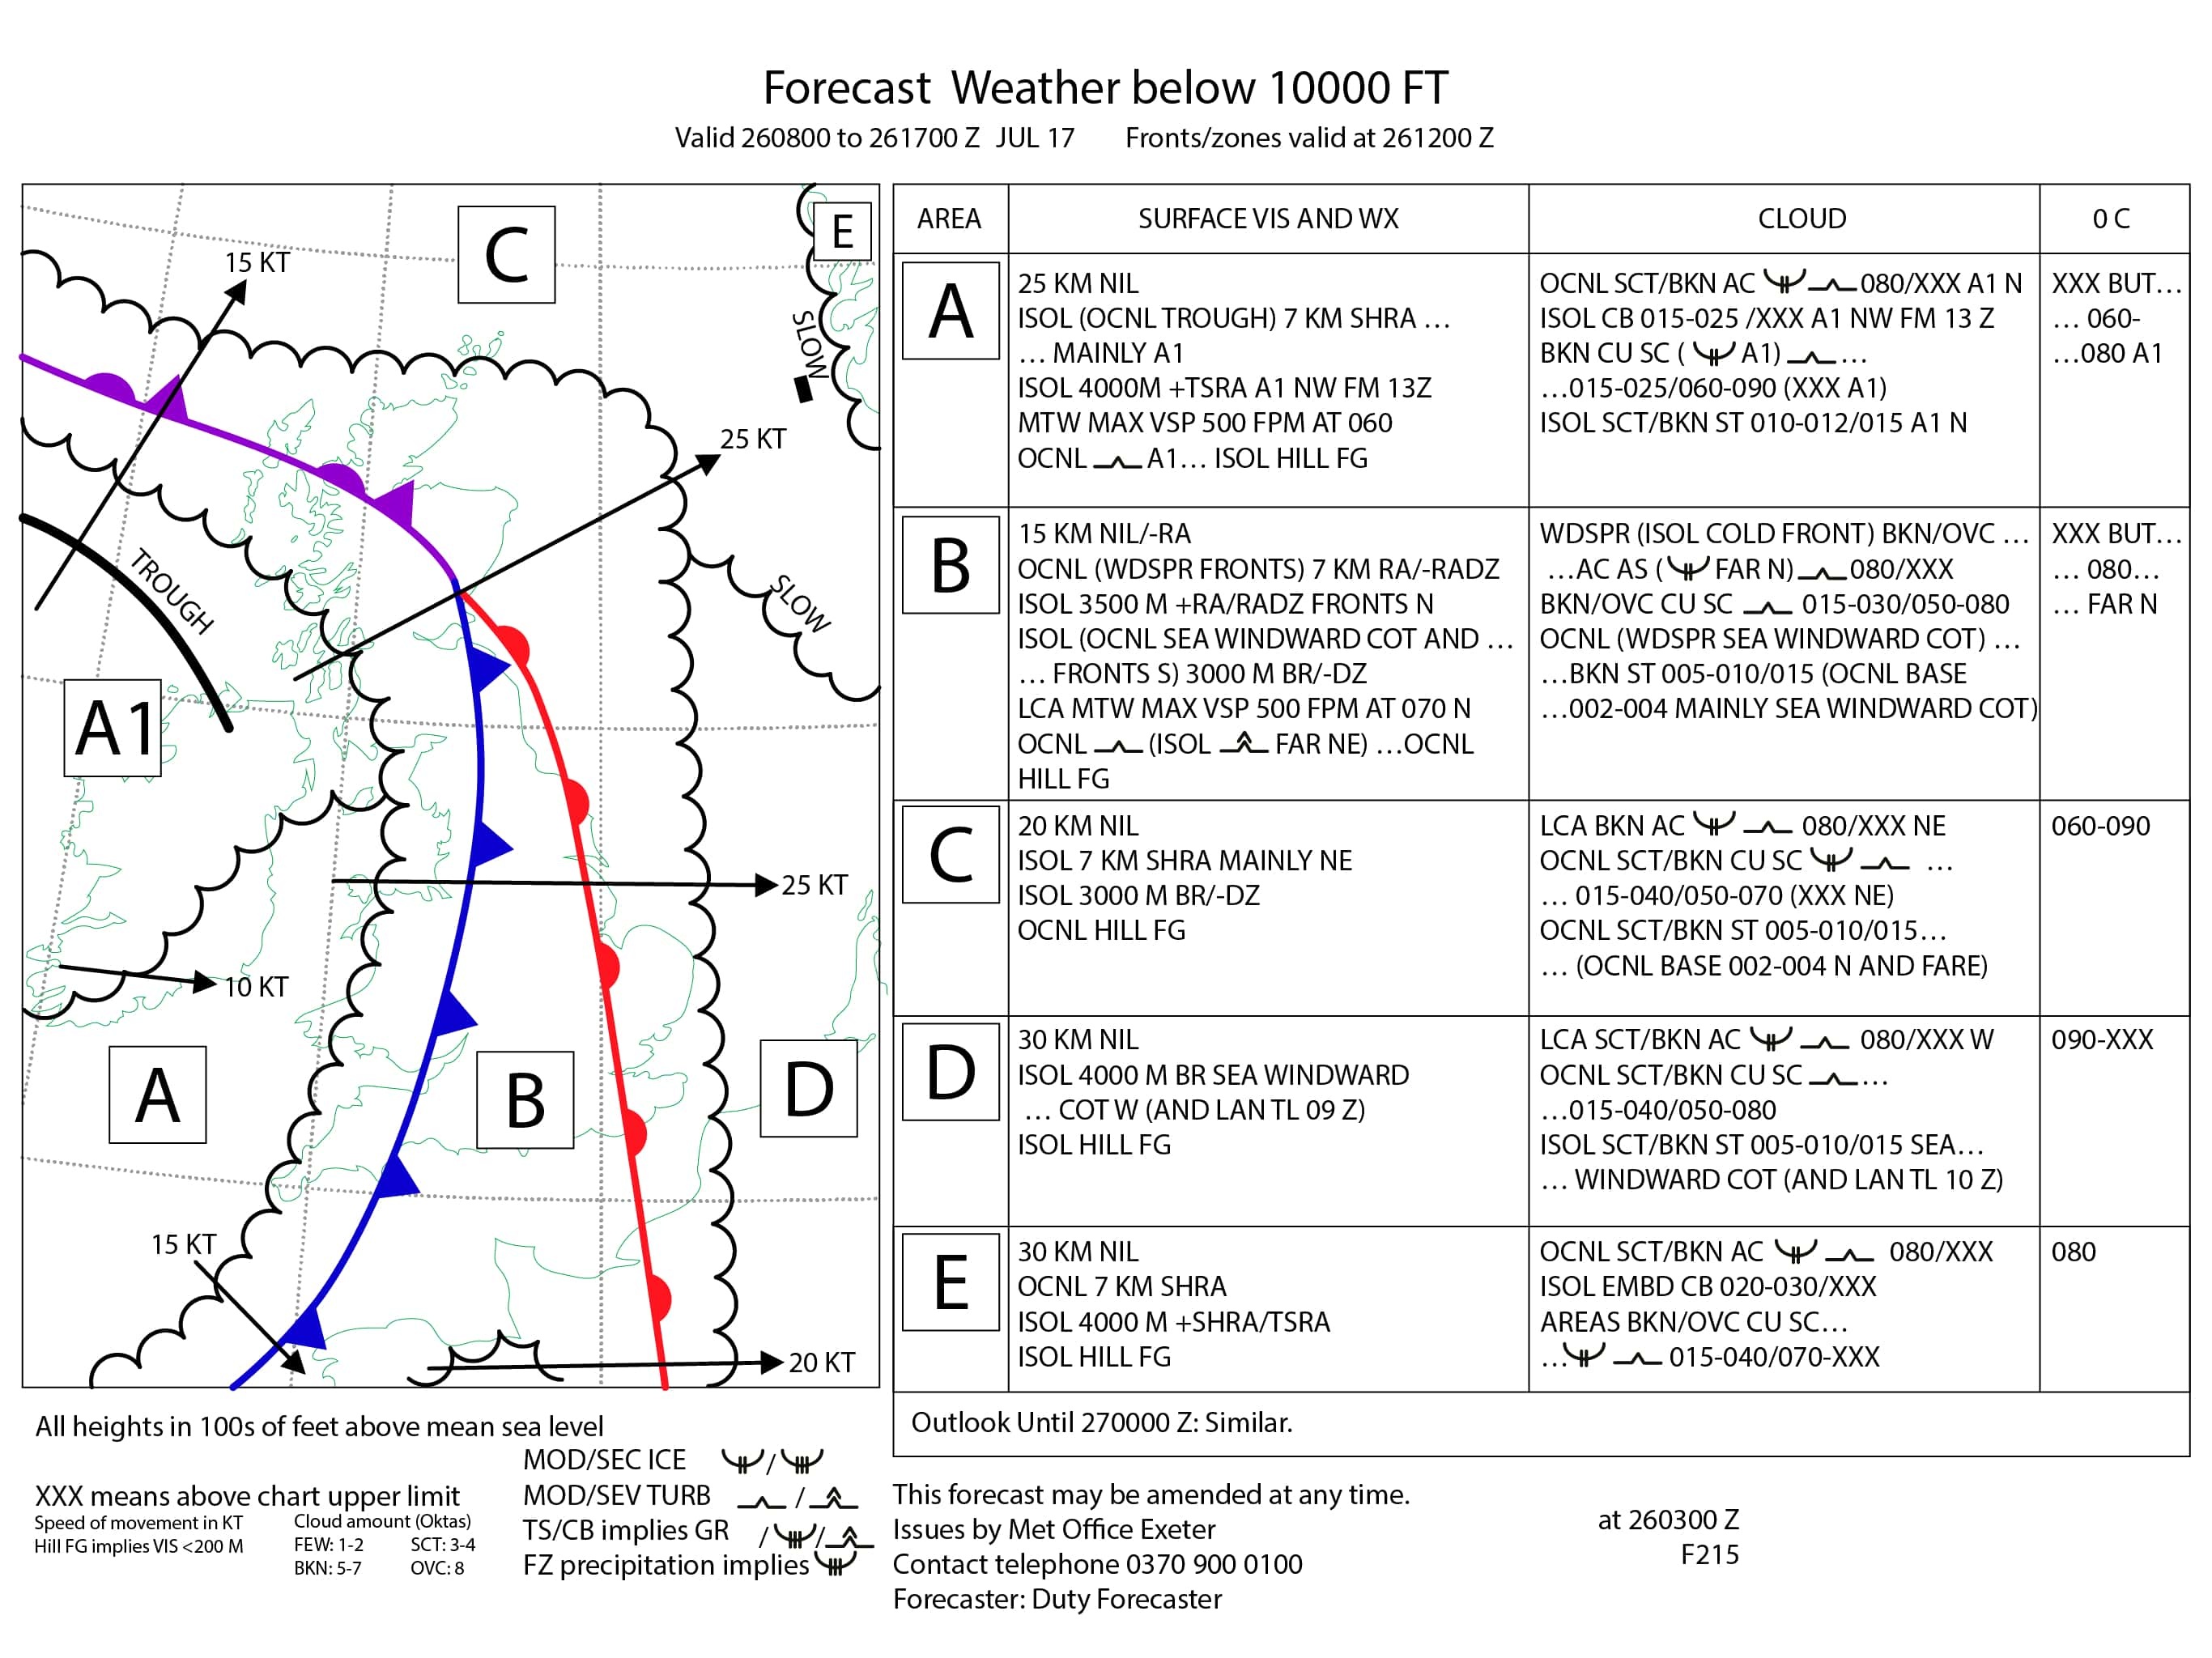 Forecast Weather below 10000 FT
Valid 260800 to 261700 Z JUL 17 Fronts/zones valid at 261200 Z
C
E
15 KT
SLOW
25 KT
TROUGH
SLOW
A1
25 KT
10 KT
A
B
D
15 KT
20 KT
AREA
SURFACE VIS AND WX
CLOUD
0 C
A
25 KM NIL
ISOL (OCNL TROUGH) 7 KM SHRA ...
... MAINLY A1
ISOL 4000M +TSRA A1 NW FM 13Z
MTW MAX VSP 500 FPM AT 060
OCNL A1... ISOL HILL FG
OCNL SCT/BKN AC 080/XXX A1 N
ISOL CB 015-025 /XXX A1 NW FM 13 Z
BKN CU SC ( A1) ...
...015-025/060-090 (XXX A1)
ISOL SCT/BKN ST 010-012/015 A1 N
XXX BUT...
... 060-
...080 A1
B
15 KM NIL/-RA
OCNL (WDSPR FRONTS) 7 KM RA/-RADZ
ISOL 3500 M +RA/RADZ FRONTS N
ISOL (OCNL SEA WINDWARD COT AND ...
... FRONTS S) 3000 M BR/-DZ
LCA MTW MAX VSP 500 FPM AT 070 N
OCNL (ISOL FAR NE) ...OCNL
HILL FG
WDSPR (ISOL COLD FRONT) BKN/OVC ...
...AC AS ( FAR N) 080/XXX
BKN/OVC CU SC 015-030/050-080
OCNL (WDSPR SEA WINDWARD COT) ...
...BKN ST 005-010/015 (OCNL BASE
...002-004 MAINLY SEA WINDWARD COT)
XXX BUT...
... 080...
... FAR N
C
20 KM NIL
ISOL 7 KM SHRA MAINLY NE
ISOL 3000 M BR/-DZ
OCNL HILL FG
LCA BKN AC 080/XXX NE
OCNL SCT/BKN CU SC ...
... 015-040/050-070 (XXX NE)
OCNL SCT/BKN ST 005-010/015...
... (OCNL BASE 002-004 N AND FARE)
060-090
D
30 KM NIL
ISOL 4000 M BR SEA WINDWARD
... COT W (AND LAN TL 09 Z)
ISOL HILL FG
LCA SCT/BKN AC 080/XXX W
OCNL SCT/BKN CU SC ...
...015-040/050-080
ISOL SCT/BKN ST 005-010/015 SEA...
... WINDWARD COT (AND LAN TL 10 Z)
090-XXX
E
30 KM NIL
OCNL 7 KM SHRA
ISOL 4000 M +SHRA/TSRA
ISOL HILL FG
OCNL SCT/BKN AC 080/XXX
ISOL EMBD CB 020-030/XXX
AREAS BKN/OVC CU SC...
... 015-040/070-XXX
080
Outlook Until 270000 Z: Similar.
All heights in 100s of feet above mean sea level
XXX means above chart upper limit
Speed of movement in KT
Hill FG implies VIS <200 M
Cloud amount (Oktas)
FEW: 1-2 SCT: 3-4
BKN: 5-7 OVC: 8
MOD/SEC ICE /
MOD/SEV TURB /
TS/CB implies GR / /
FZ precipitation implies
This forecast may be amended at any time.
Issues by Met Office Exeter
Contact telephone 0370 900 0100
Forecaster: Duty Forecaster
at 260300 Z
F215